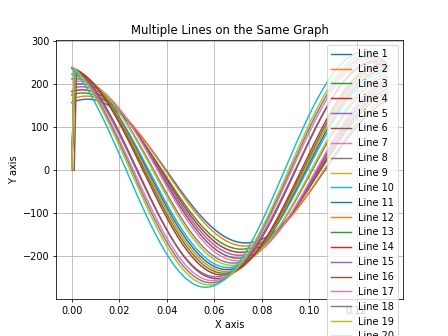 Multiple Lines on the Same Graph
300
200
100
0
−100
−200
Y axis
0.00
0.02
0.04
0.06
0.08
0.10
X axis
Line 1
Line 2
Line 3
Line 4
Line 5
Line 6
Line 7
Line 8
Line 9
Line 10
Line 11
Line 12
Line 13
Line 14
Line 15
Line 16
Line 17
Line 18
Line 19
Line 20